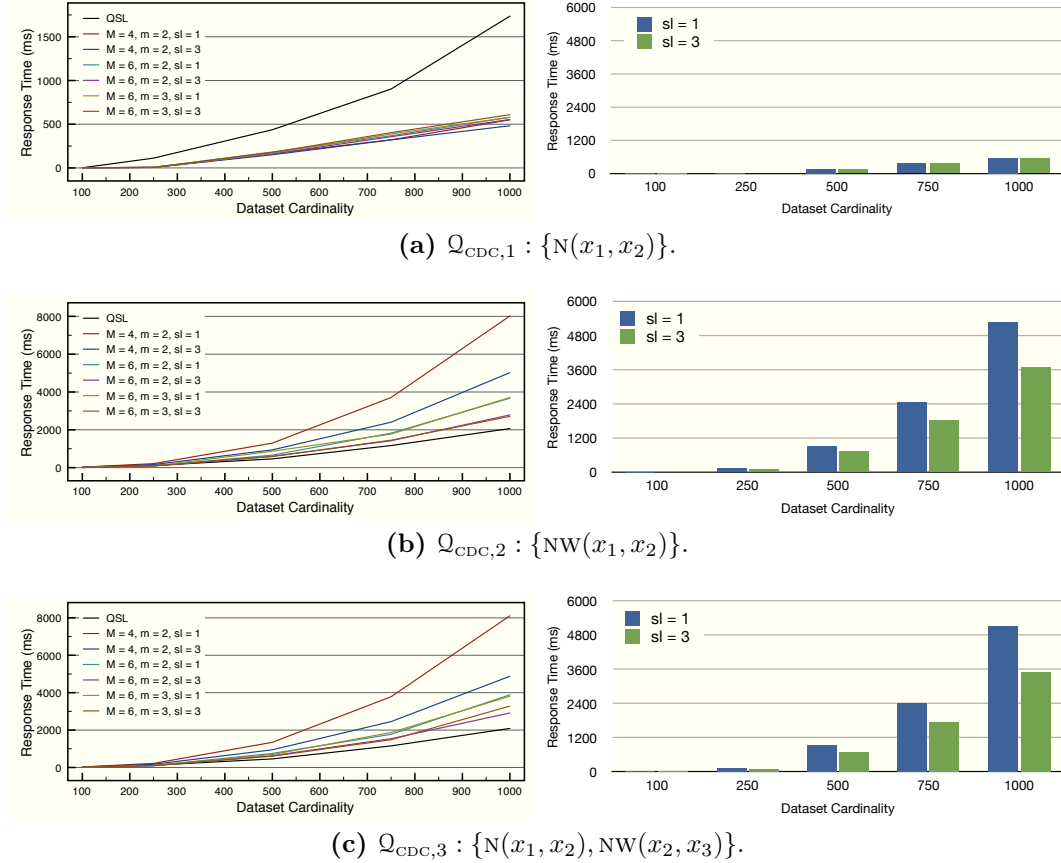 Response Time (ms)
1500
1000
500
0
QSL
M = 4, m = 2, sl = 1
M = 4, m = 2, sl = 3
M = 6, m = 2, sl = 1
M = 6, m = 2, sl = 3
M = 6, m = 3, sl = 1
M = 6, m = 3, sl = 3
100 200 300 400 500 600 700 800 900 1000
Dataset Cardinality
Response Time (ms)
6000
4800
3600
2400
1200
0
sl = 1
sl = 3
100 250 500 750 1000
Dataset Cardinality
(a) Q_CDC,1 : {N(x₁, x₂)}.
Response Time (ms)
8000
6000
4000
2000
0
QSL
M = 4, m = 2, sl = 1
M = 4, m = 2, sl = 3
M = 6, m = 2, sl = 1
M = 6, m = 2, sl = 3
M = 6, m = 3, sl = 1
M = 6, m = 3, sl = 3
100 200 300 400 500 600 700 800 900 1000
Dataset Cardinality
Response Time (ms)
6000
4800
3600
2400
1200
0
sl = 1
sl = 3
100 250 500 750 1000
Dataset Cardinality
(b) Q_CDC,2 : {NW(x₁, x₂)}.
Response Time (ms)
8000
6000
4000
2000
0
QSL
M = 4, m = 2, sl = 1
M = 4, m = 2, sl = 3
M = 6, m = 2, sl = 1
M = 6, m = 2, sl = 3
M = 6, m = 3, sl = 1
M = 6, m = 3, sl = 3
100 200 300 400 500 600 700 800 900 1000
Dataset Cardinality
Response Time (ms)
6000
4800
3600
2400
1200
0
sl = 1
sl = 3
100 250 500 750 1000
Dataset Cardinality
(c) Q_CDC,3 : {N(x₁, x₂), NW(x₂, x₃)}.